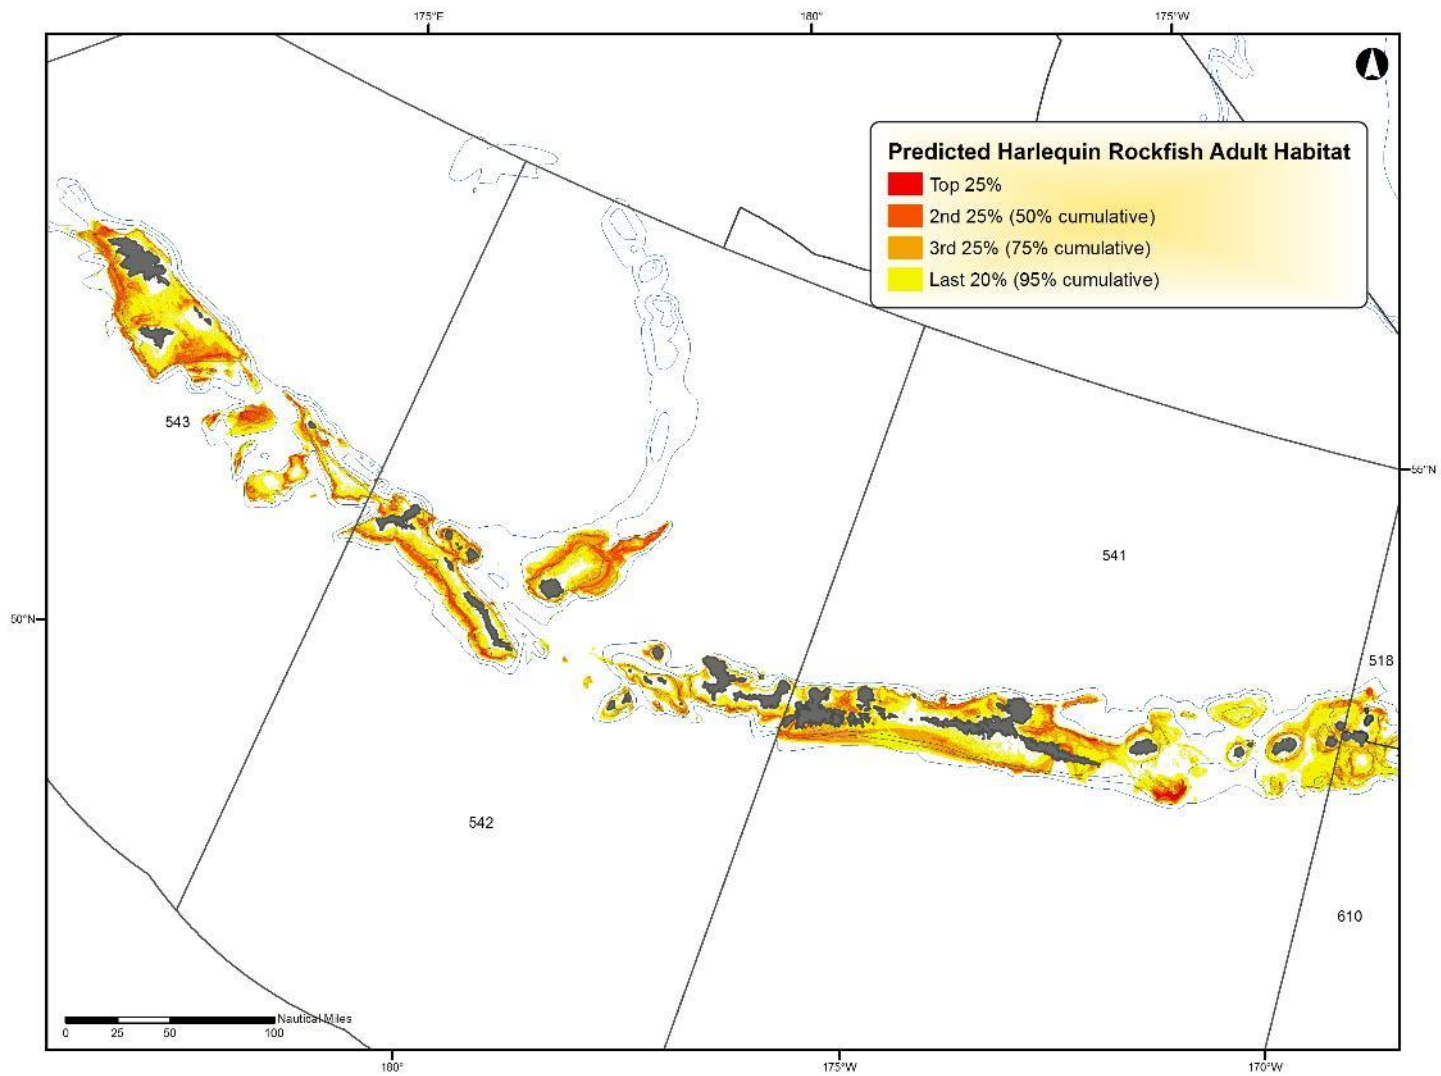 175°E 180° 175°W
Predicted Harlequin Rockfish Adult Habitat
Top 25%
2nd 25% (50% cumulative)
3rd 25% (75% cumulative)
Last 20% (95% cumulative)
543
55°N
541
50°N
518
542
610
Nautical Miles
0 25 50 100
180° 175°W 170°W